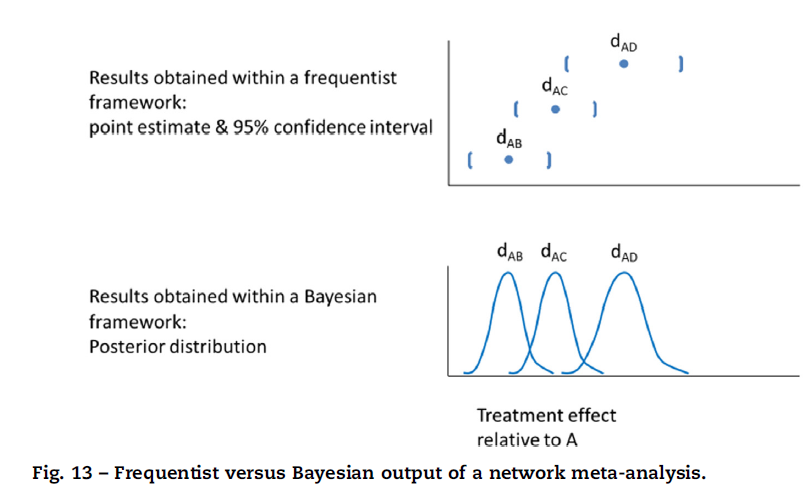 Results obtained within a frequentist
framework:
point estimate & 95% confidence interval
dAD
dAC
dAB
Results obtained within a Bayesian
framework:
Posterior distribution
dAB dAC dAD
Treatment effect
relative to A
Fig. 13 – Frequentist versus Bayesian output of a network meta-analysis.